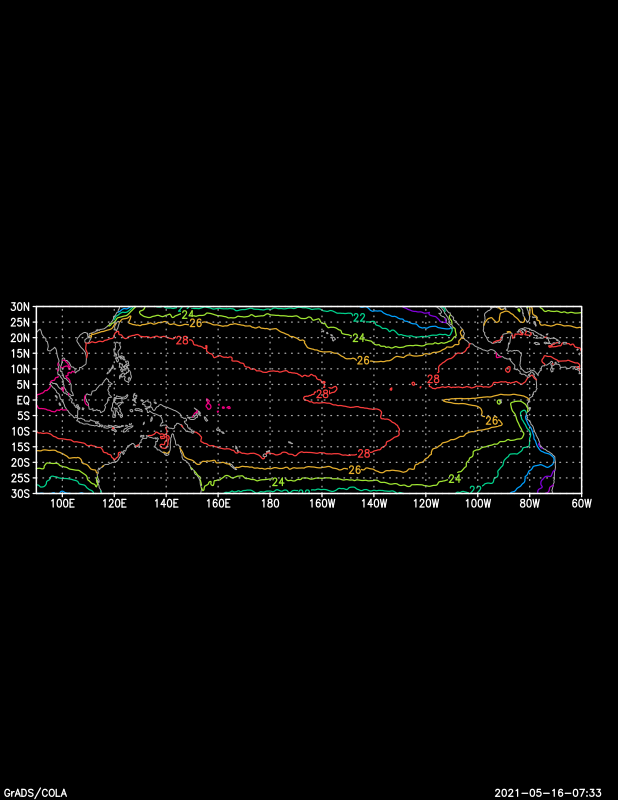 30N
25N
20N
15N
10N
5N
EQ
5S
10S
15S
20S
25S
30S
24 22
26
28 24
26
28
28
26
28
26
24 24
22
100E 120E 140E 160E 180 160W 140W 120W 100W 80W 60W
GrADS/COLA 2021-05-16-07:33